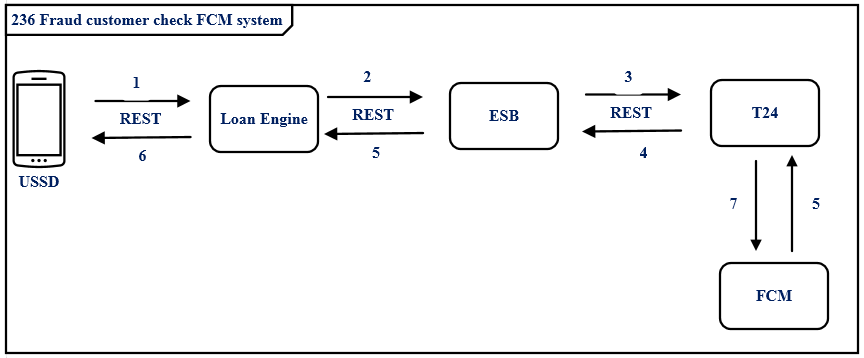 236 Fraud customer check FCM system
1
2
3
REST
Loan Engine
REST
ESB
REST
T24
6
5
4
USSD
7
5
FCM